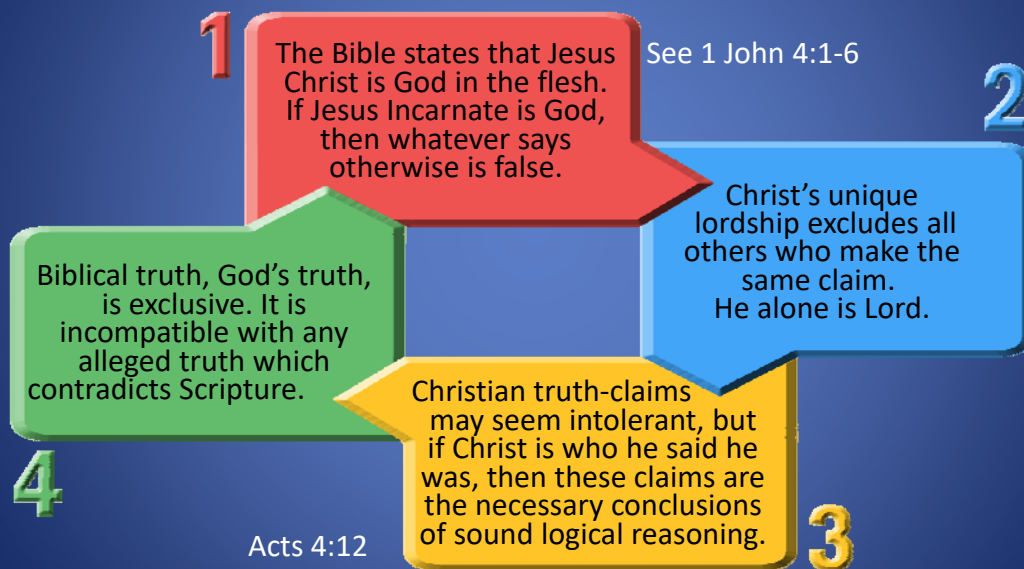 1
The Bible states that Jesus
Christ is God in the flesh.
If Jesus Incarnate is God,
then whatever says
otherwise is false.
See 1 John 4:1-6
2
Christ’s unique
lordship excludes all
others who make the
same claim.
He alone is Lord.
Christian truth-claims
may seem intolerant, but
if Christ is who he said he
was, then these claims are
the necessary conclusions
of sound logical reasoning.
3
Acts 4:12
Biblical truth, God’s truth,
is exclusive. It is
incompatible with any
alleged truth which
contradicts Scripture.
4